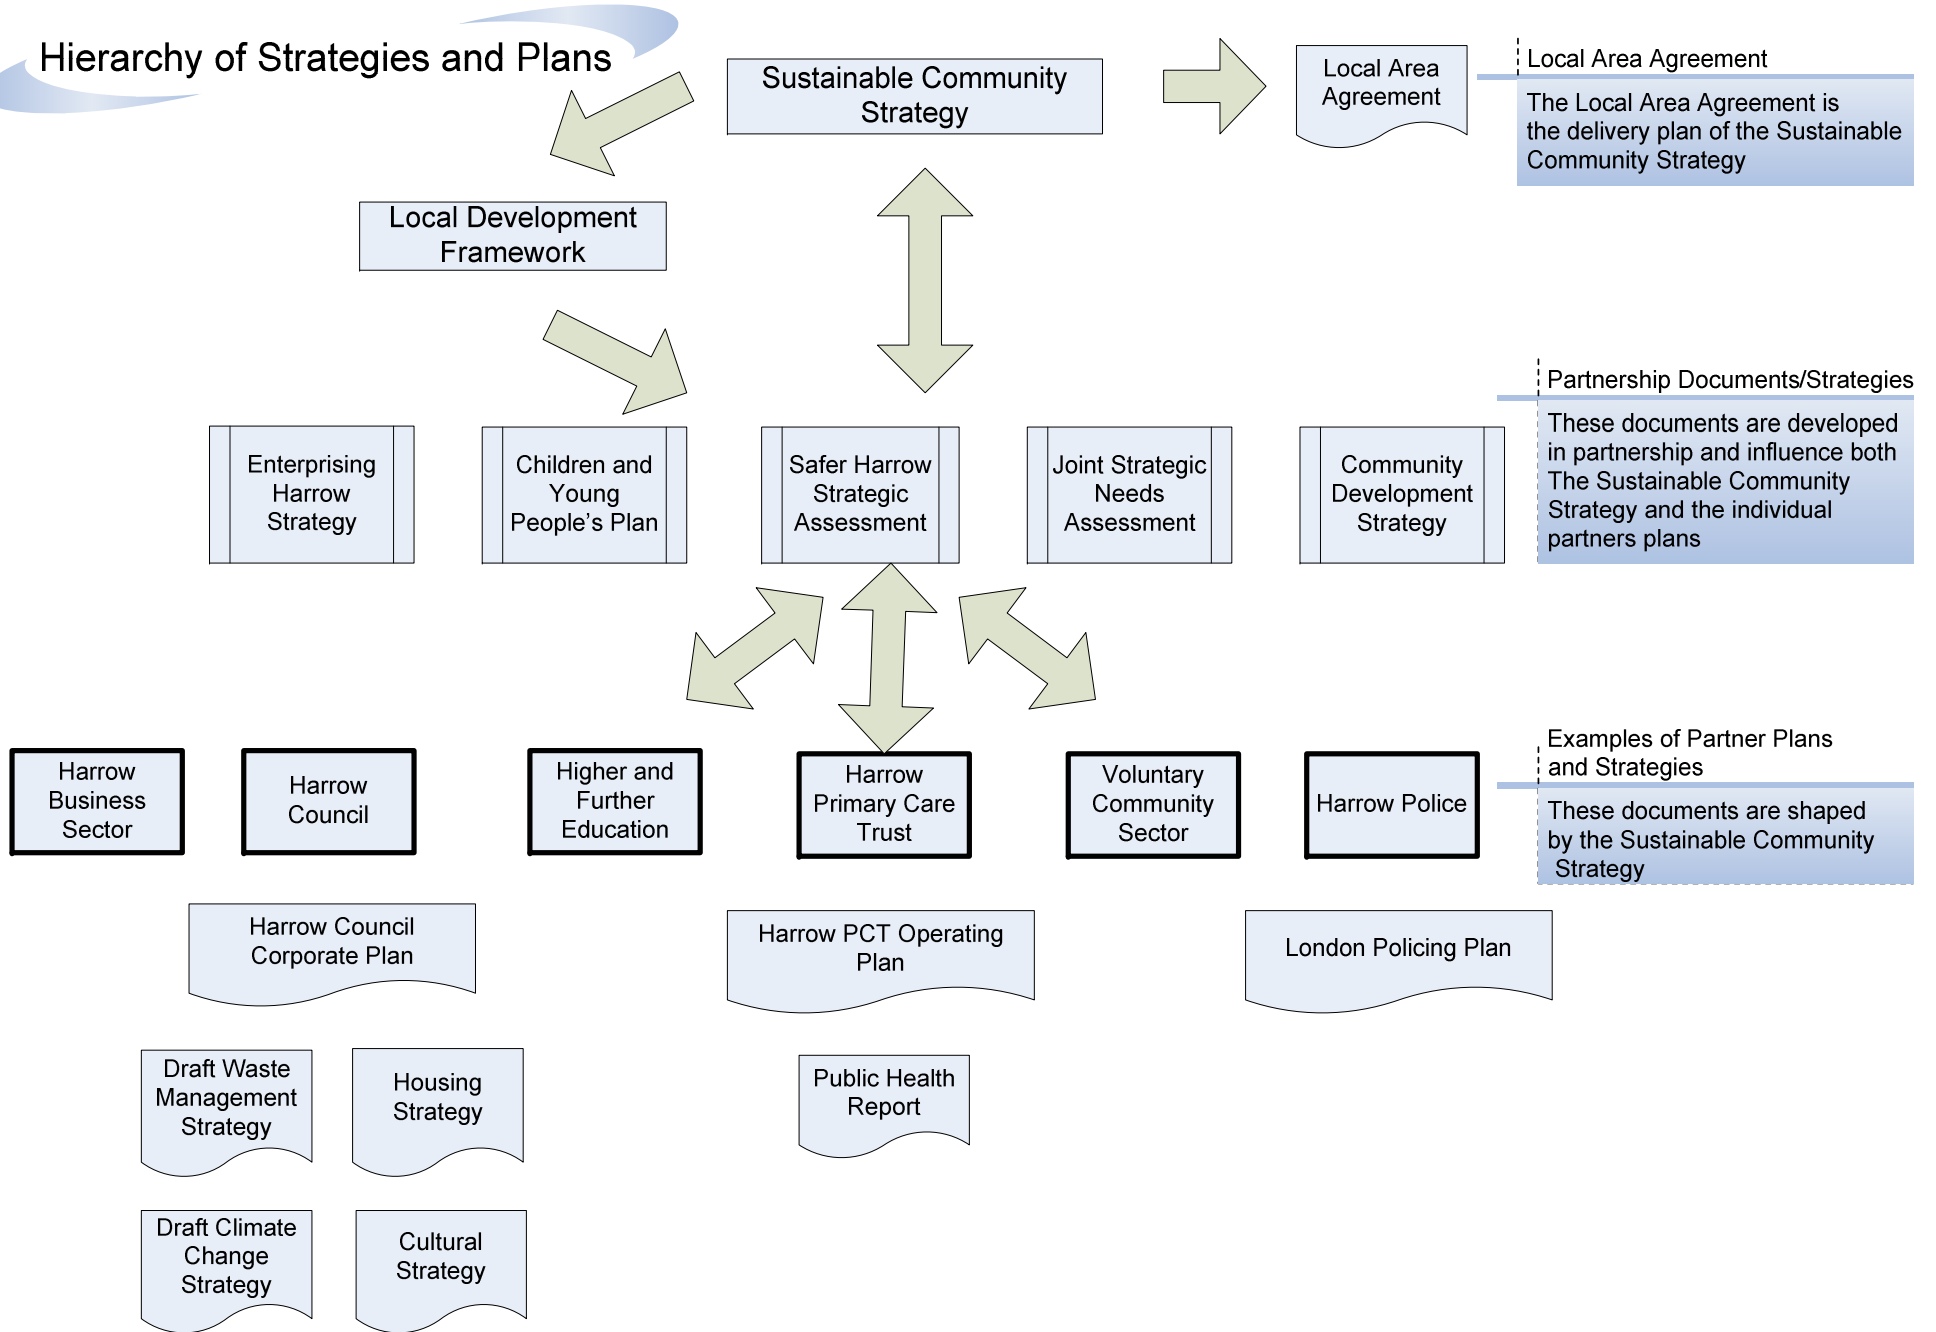 Hierarchy of Strategies and Plans
Sustainable Community
Strategy
Local Area
Agreement
Local Area Agreement
The Local Area Agreement is
the delivery plan of the Sustainable
Community Strategy
Local Development
Framework
Partnership Documents/Strategies
These documents are developed
in partnership and influence both
The Sustainable Community
Strategy and the individual
partners plans
Enterprising
Harrow
Strategy
Children and
Young
People’s Plan
Safer Harrow
Strategic
Assessment
Joint Strategic
Needs
Assessment
Community
Development
Strategy
Examples of Partner Plans
and Strategies
These documents are shaped
by the Sustainable Community
Strategy
Harrow
Business
Sector
Harrow
Council
Higher and
Further
Education
Harrow
Primary Care
Trust
Voluntary
Community
Sector
Harrow Police
Harrow Council
Corporate Plan
Harrow PCT Operating
Plan
London Policing Plan
Draft Waste
Management
Strategy
Housing
Strategy
Public Health
Report
Draft Climate
Change
Strategy
Cultural
Strategy